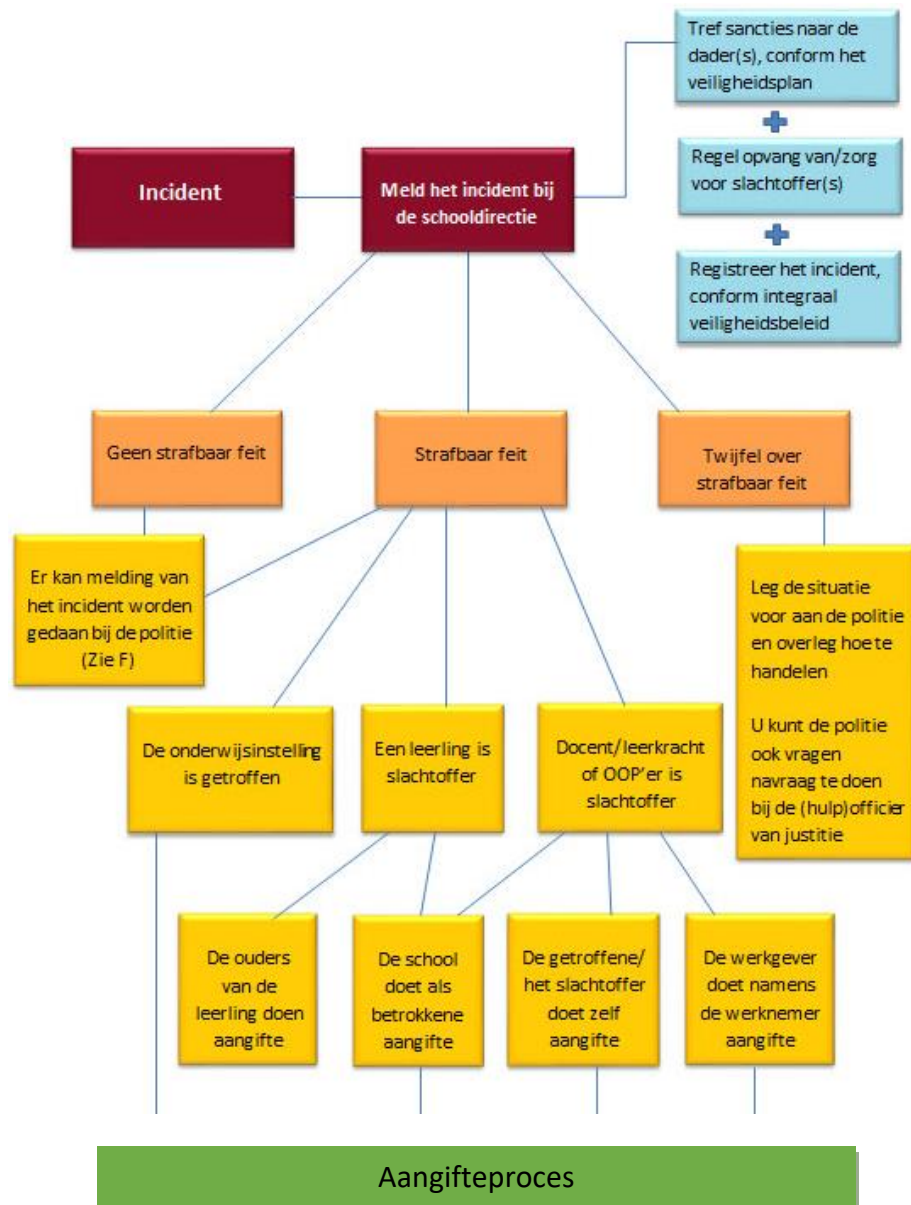 Tref sancties naar de
dader(s), conform het
veiligheidsplan
Incident
Meld het incident bij
de schooldirectie
Regel opvang van/zorg
voor slachtoffer(s)
Registreer het incident,
conform integraal
veiligheidsbeleid
Geen strafbaar feit
Strafbaar feit
Twijfel over
strafbaar feit
Er kan melding van
het incident worden
gedaan bij de politie
(Zie F)
Leg de situatie
voor aan de politie
en overleg hoe te
handelen
U kunt de politie
ook vragen
navraag te doen
bij de (hulp)officier
van justitie
De onderwijsinstelling
is getroffen
Een leerling is
slachtoffer
Docent/leerkracht
of OOP'er is
slachtoffer
De ouders
van de
leerling doen
aangifte
De school
doet als
betrokkene
aangifte
De getroffene/
het slachtoffer
doet zelf
aangifte
De werkgever
doet namens
de werknemer
aangifte
Aangifteproces